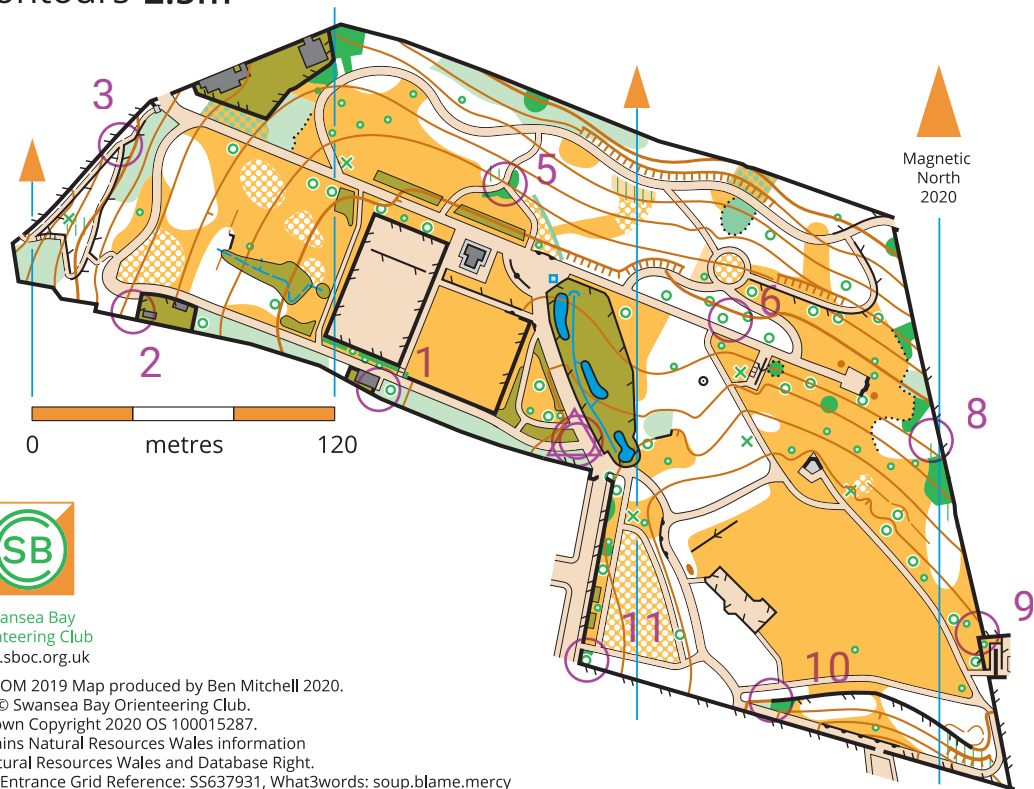 ontours 2.5m
3
5
Magnetic
North
2020
6
2
1
8
0 metres 120
SB
ansea Bay
nteering Club
.sboc.org.uk
9
11
10
OM 2019 Map produced by Ben Mitchell 2020.
© Swansea Bay Orienteering Club.
own Copyright 2020 OS 100015287.
ains Natural Resources Wales information
tural Resources Wales and Database Right.
Entrance Grid Reference: SS637931, What3words: soup.blame.mercy